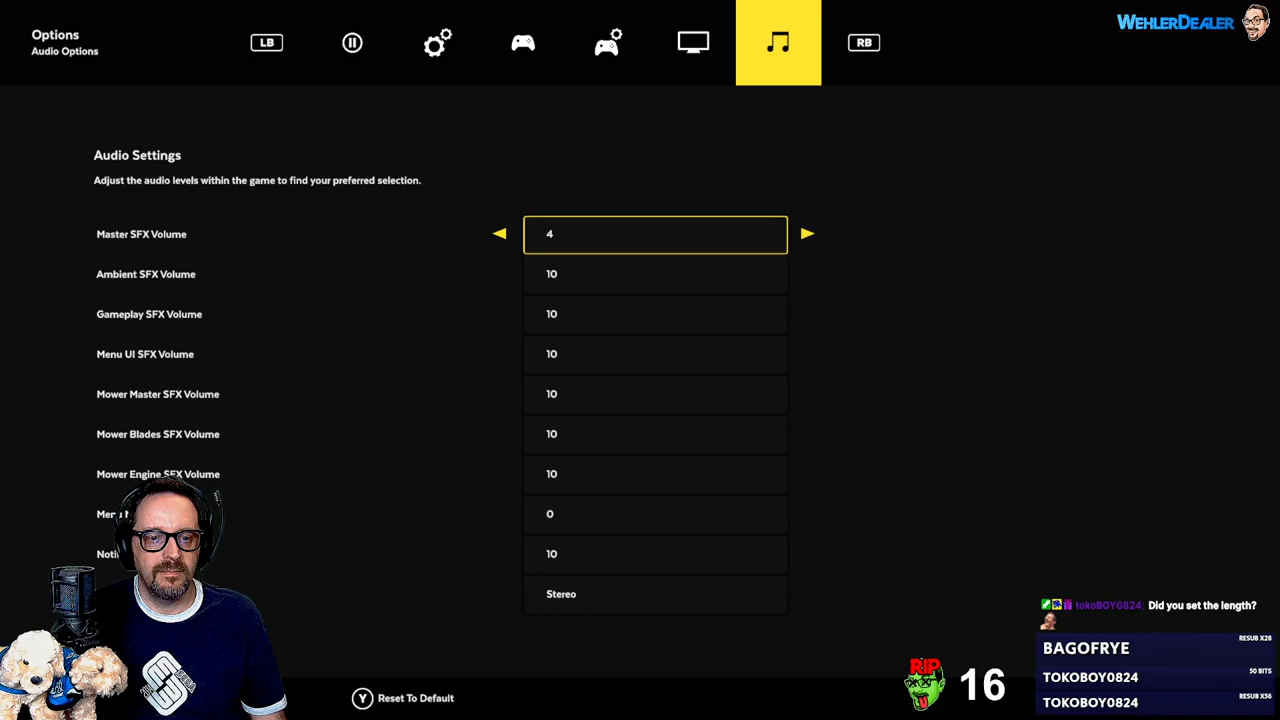 Options
Audio Options
LB
RB
WEHLERDEALER
Audio Settings
Adjust the audio levels within the game to find your preferred selection.
Master SFX Volume 4
Ambient SFX Volume 10
Gameplay SFX Volume 10
Menu UI SFX Volume 10
Mower Master SFX Volume 10
Mower Blades SFX Volume 10
Mower Engine SFX Volume 10
Menu 0
10
Stereo
Y Reset To Default
tokoBOY0824: Did you set the length?
BAGOFRYE RESUB X28
TOKOBOY0824 50 BITS
TOKOBOY0824 RESUB X56
RIP 16